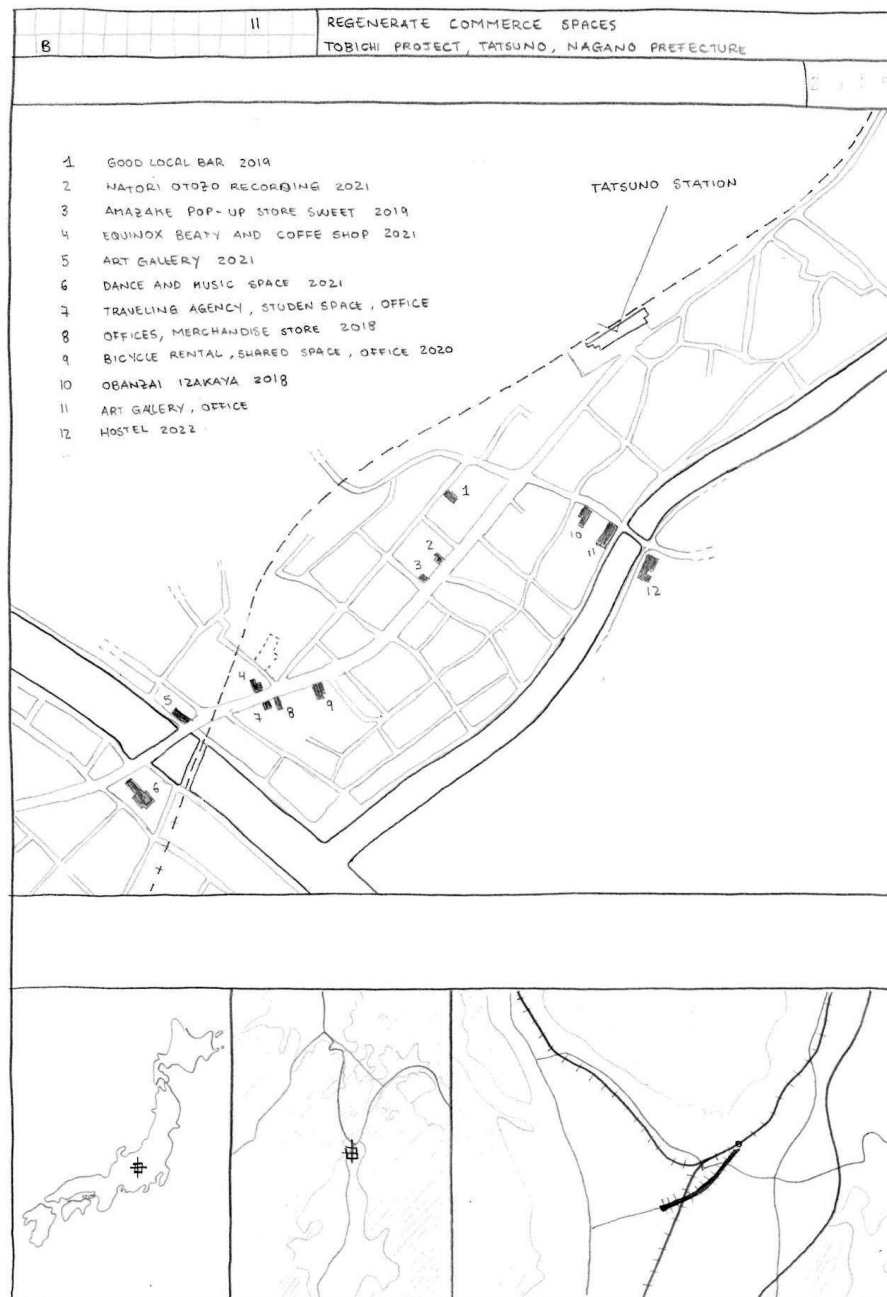 11
B
REGENERATE COMMERCE SPACES
TOBICHI PROJECT, TATSUNO, NAGANO PREFECTURE
1 GOOD LOCAL BAR 2019
2 NATORI OTOZO RECORDING 2021
3 AMAZAKE POP-UP STORE SWEET 2019
4 EQUINOX BEATY AND COFFE SHOP 2021
5 ART GALLERY 2021
6 DANCE AND MUSIC SPACE 2021
7 TRAVELING AGENCY, STUDEN SPACE, OFFICE
8 OFFICES, MERCHANDISE STORE 2018
9 BICYCLE RENTAL, SHARED SPACE, OFFICE 2020
10 OBANZAI IZAKAYA 2018
11 ART GALLERY, OFFICE
12 HOSTEL 2022
TATSUNO STATION
1
2
3
10
11
12
4
5
7
8
9
6